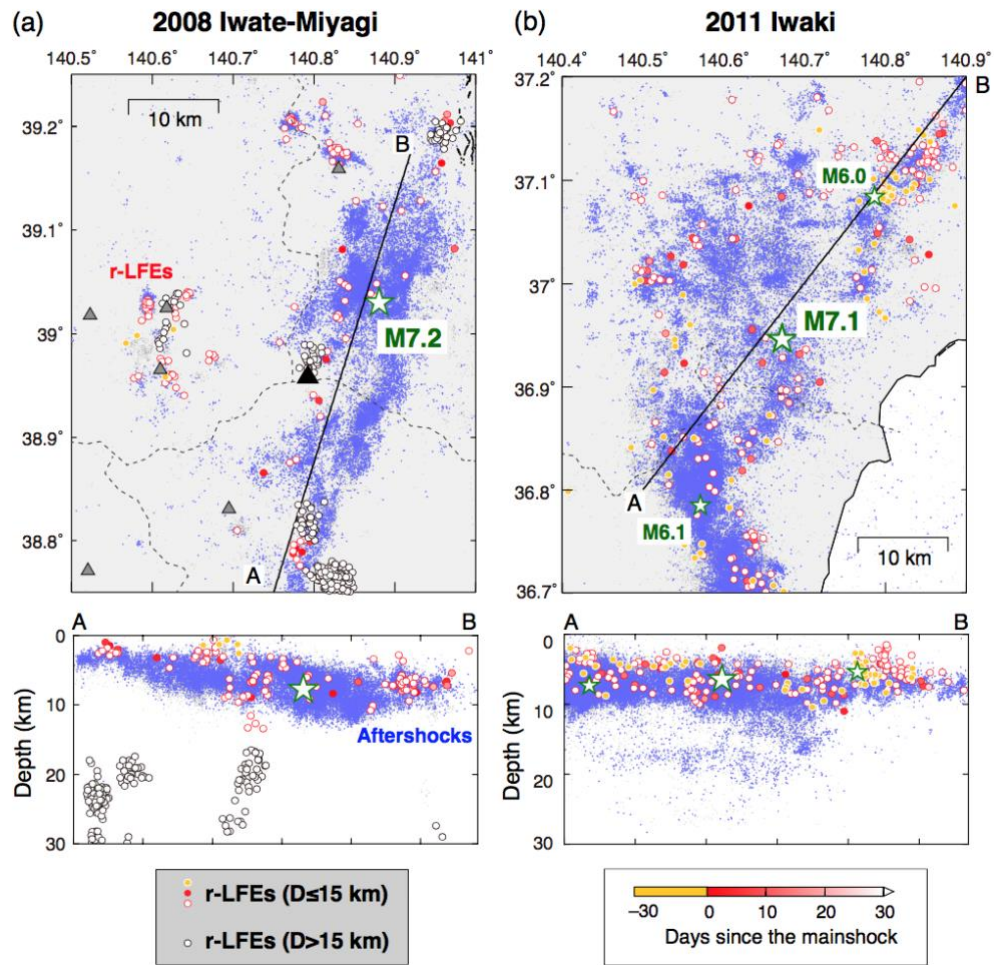 (a) 2008 Iwate-Miyagi
140.5° 140.6° 140.7° 140.8° 140.9° 141°
10 km
39.2°
B
39.1°
r-LFEs
39°
M7.2
38.9°
38.8°
A
A B
0
10
20
30
Depth (km)
Aftershocks
r-LFEs (D≤15 km)
r-LFEs (D>15 km)
(b) 2011 Iwaki
140.4° 140.5° 140.6° 140.7° 140.8° 140.9°
37.2°
B
M6.0
37.1°
37°
M7.1
36.9°
36.8°
A
M6.1
10 km
36.7°
A B
0
10
20
30
Depth (km)
−30 0 10 20 30
Days since the mainshock